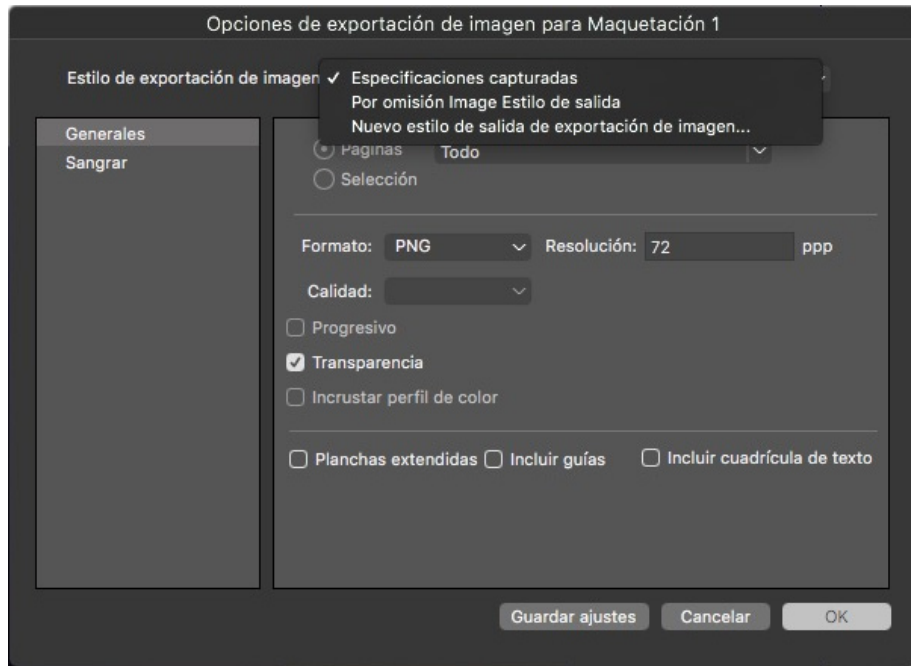 Opciones de exportación de imagen para Maquetación 1
Estilo de exportación de imagen ✓ Especificaciones capturadas
Por omisión Image Estilo de salida
Nuevo estilo de salida de exportación de imagen...
Generales
Sangrar
Páginas Todo
Selección
Formato: PNG Resolución: 72 ppp
Calidad:
Progresivo
Transparencia
Incrustar perfil de color
Planchas extendidas Incluir guías Incluir cuadrícula de texto
Guardar ajustes Cancelar OK